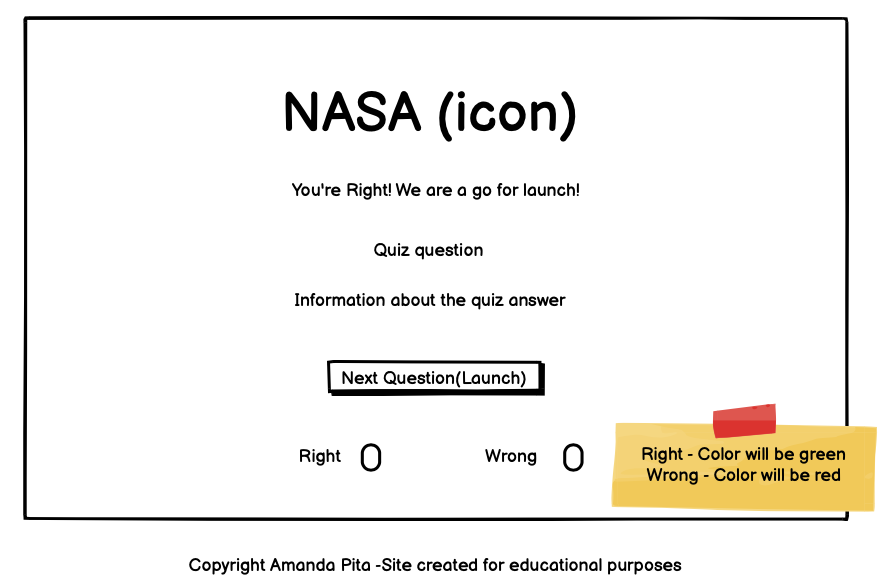 NASA (icon)
You're Right! We are a go for launch!
Quiz question
Information about the quiz answer
Next Question(Launch)
Right 0 Wrong 0
Right - Color will be green
Wrong - Color will be red
Copyright Amanda Pita -Site created for educational purposes